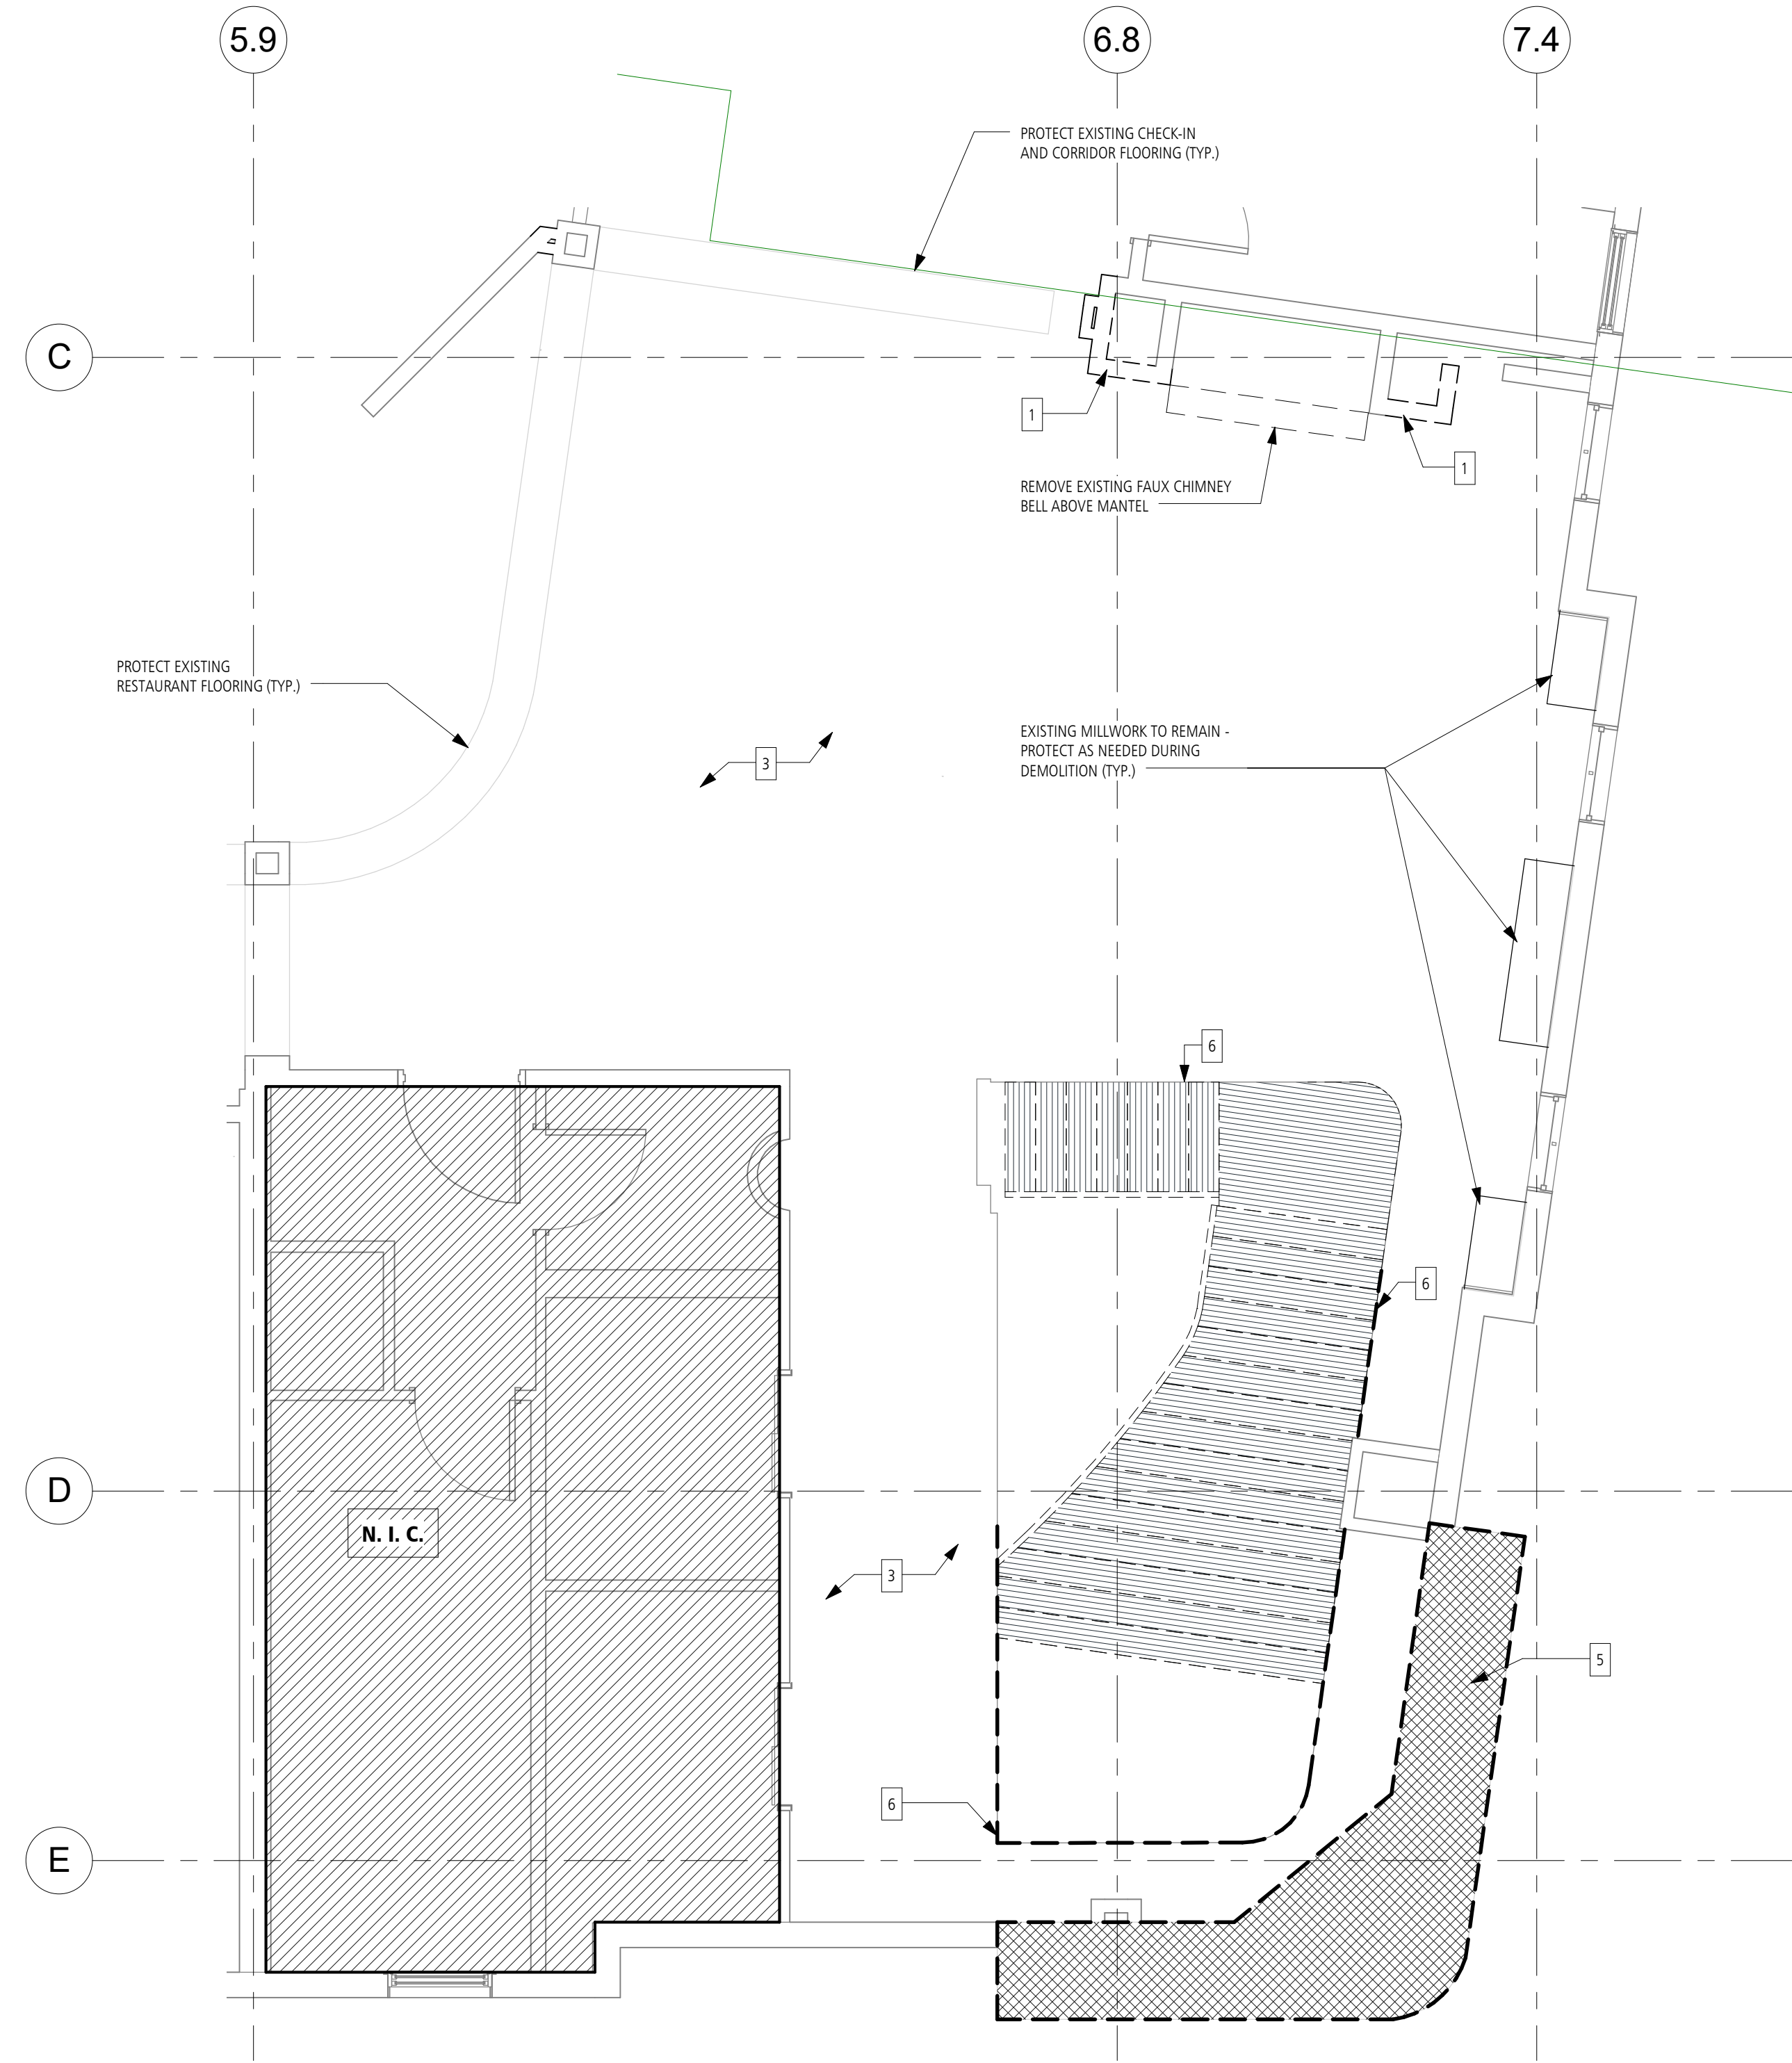 5.9
6.8
7.4
PROTECT EXISTING CHECK-IN
AND CORRIDOR FLOORING (TYP.)
C
1
1
REMOVE EXISTING FAUX CHIMNEY
BELL ABOVE MANTEL
PROTECT EXISTING
RESTAURANT FLOORING (TYP.)
3
EXISTING MILLWORK TO REMAIN -
PROTECT AS NEEDED DURING
DEMOLITION (TYP.)
6
6
D
N. I. C.
3
5
6
E